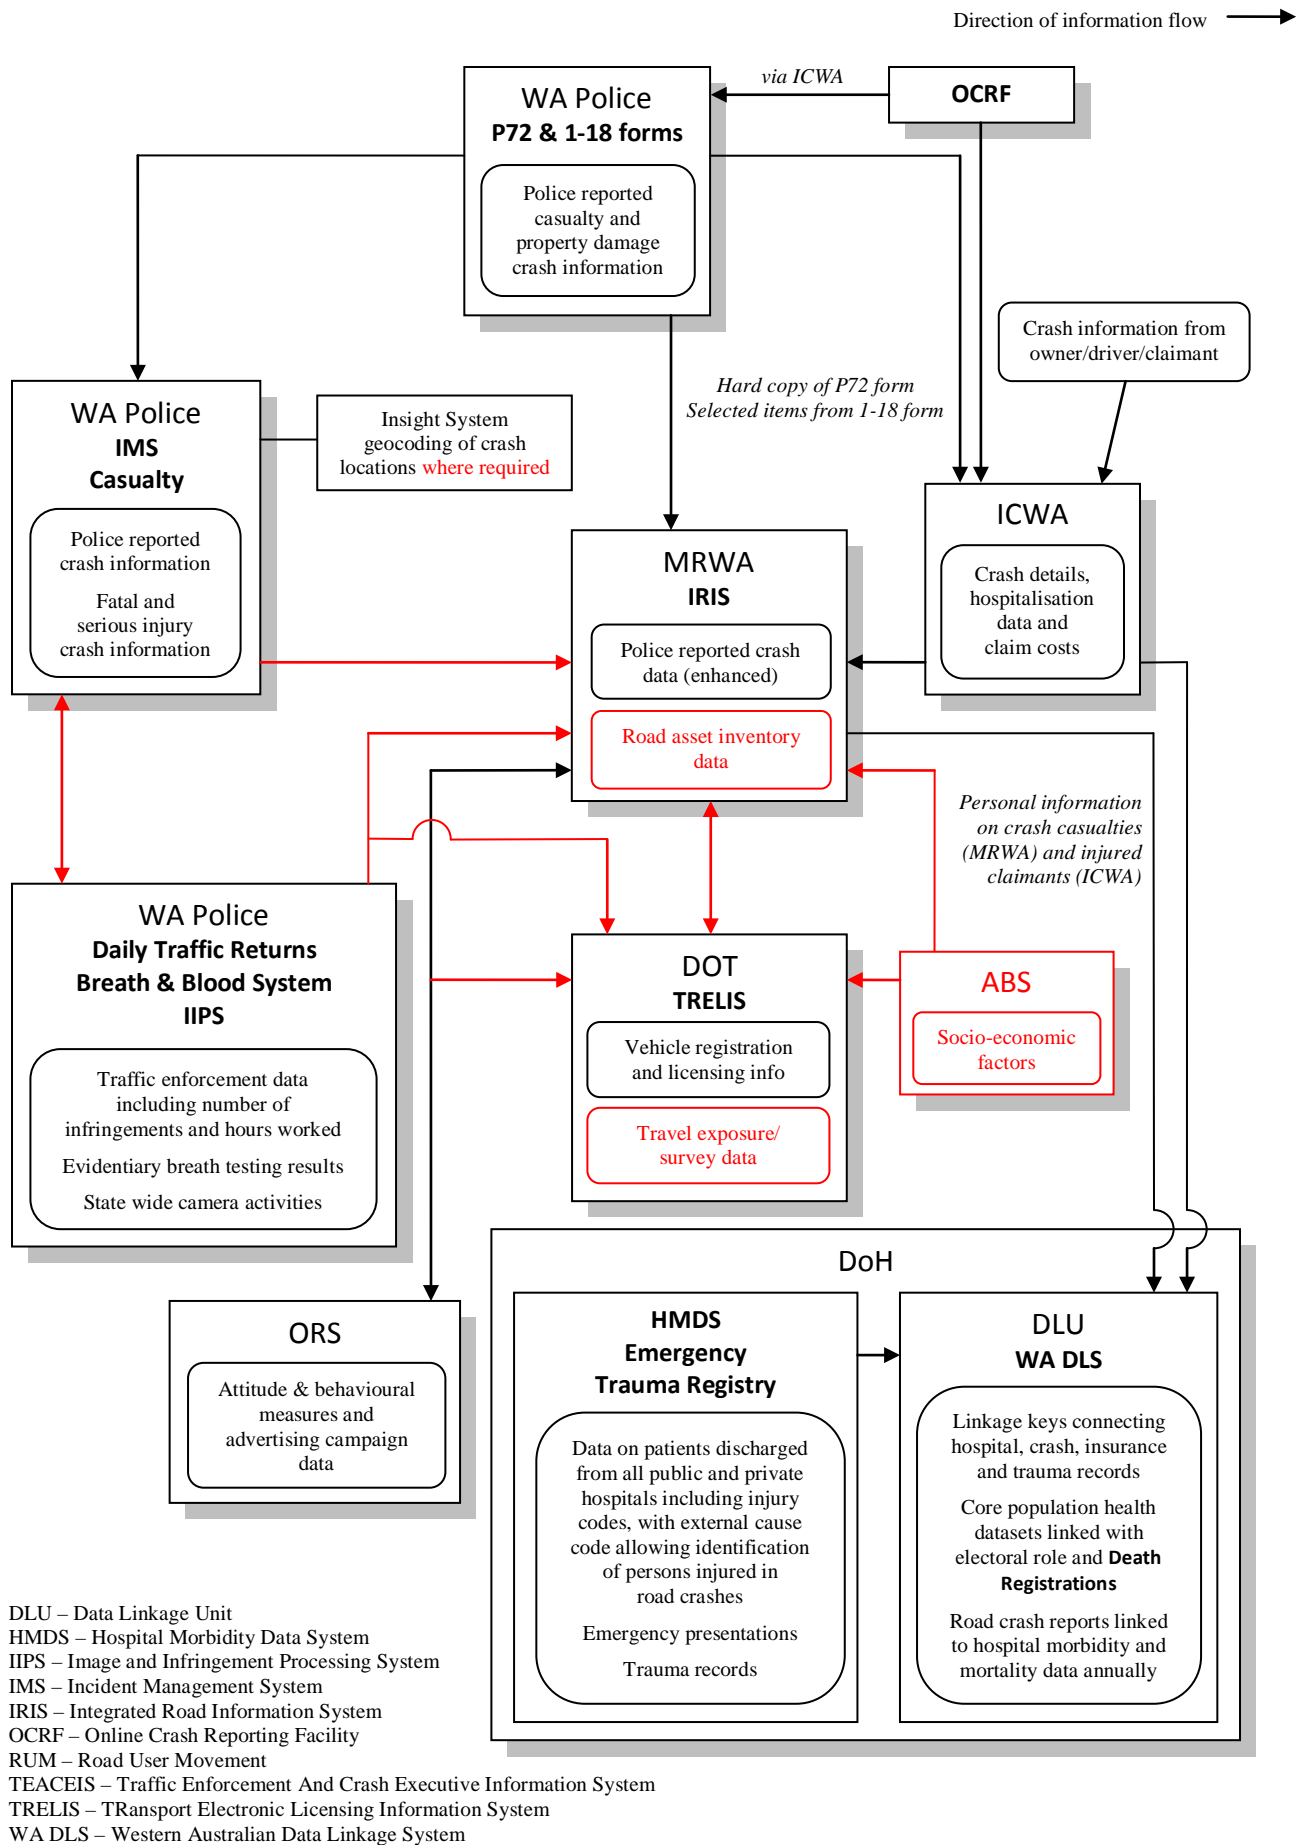 Direction of information flow
WA Police
P72 & 1-18 forms
Police reported
casualty and
property damage
crash information
via ICWA
OCRF
Crash information from
owner/driver/claimant
Hard copy of P72 form
Selected items from 1-18 form
WA Police
IMS
Casualty
Police reported
crash information
Fatal and
serious injury
crash information
Insight System
geocoding of crash
locations where required
ICWA
Crash details,
hospitalisation
data and
claim costs
MRWA
IRIS
Police reported crash
data (enhanced)
Road asset inventory
data
Personal information
on crash casualties
(MRWA) and injured
claimants (ICWA)
WA Police
Daily Traffic Returns
Breath & Blood System
IIPS
Traffic enforcement data
including number of
infringements and hours worked
Evidentiary breath testing results
State wide camera activities
DOT
TRELIS
Vehicle registration
and licensing info
Travel exposure/
survey data
ABS
Socio-economic
factors
ORS
Attitude & behavioural
measures and
advertising campaign
data
DoH
HMDS
Emergency
Trauma Registry
Data on patients discharged
from all public and private
hospitals including injury
codes, with external cause
code allowing identification
of persons injured in
road crashes
Emergency presentations
Trauma records
DLU
WA DLS
Linkage keys connecting
hospital, crash, insurance
and trauma records
Core population health
datasets linked with
electoral role and Death
Registrations
Road crash reports linked
to hospital morbidity and
mortality data annually
DLU – Data Linkage Unit
HMDS – Hospital Morbidity Data System
IIPS – Image and Infringement Processing System
IMS – Incident Management System
IRIS – Integrated Road Information System
OCRF – Online Crash Reporting Facility
RUM – Road User Movement
TEACEIS – Traffic Enforcement And Crash Executive Information System
TRELIS – TRansport Electronic Licensing Information System
WA DLS – Western Australian Data Linkage System